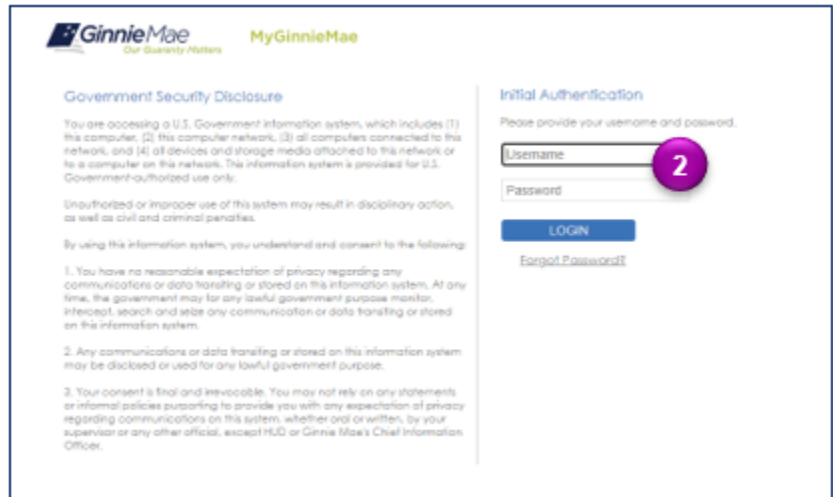 GinnieMae
Our Guaranty Matters
MyGinnieMae
Government Security Disclosure
You are accessing a U.S. Government information system, which includes (1)
this computer, (2) this computer network, (3) all computers connected to this
network, and (4) all devices and storage media attached to this network or
to a computer on this network. This information system is provided for U.S.
Government-authorized use only.
Unauthorized or improper use of this system may result in disciplinary action,
as well as civil and criminal penalties.
By using this information system, you understand and consent to the following:
1. You have no reasonable expectation of privacy regarding any
communications or data transiting or stored on this information system. At any
time, the government may for any lawful government purpose monitor,
intercept, search and seize any communication or data transiting or stored
on this information system.
2. Any communications or data transiting or stored on this information system
may be disclosed or used for any lawful government purpose.
3. Your consent is final and irrevocable. You may not rely on any statements
or informal policies purporting to provide you with any expectation of privacy
regarding communications on this system, whether oral or written, by your
supervisor or any other official, except HUD or Ginnie Mae's Chief Information
Officer.
Initial Authentication
Please provide your username and password.
Username
2
Password
LOGIN
Forgot Password?